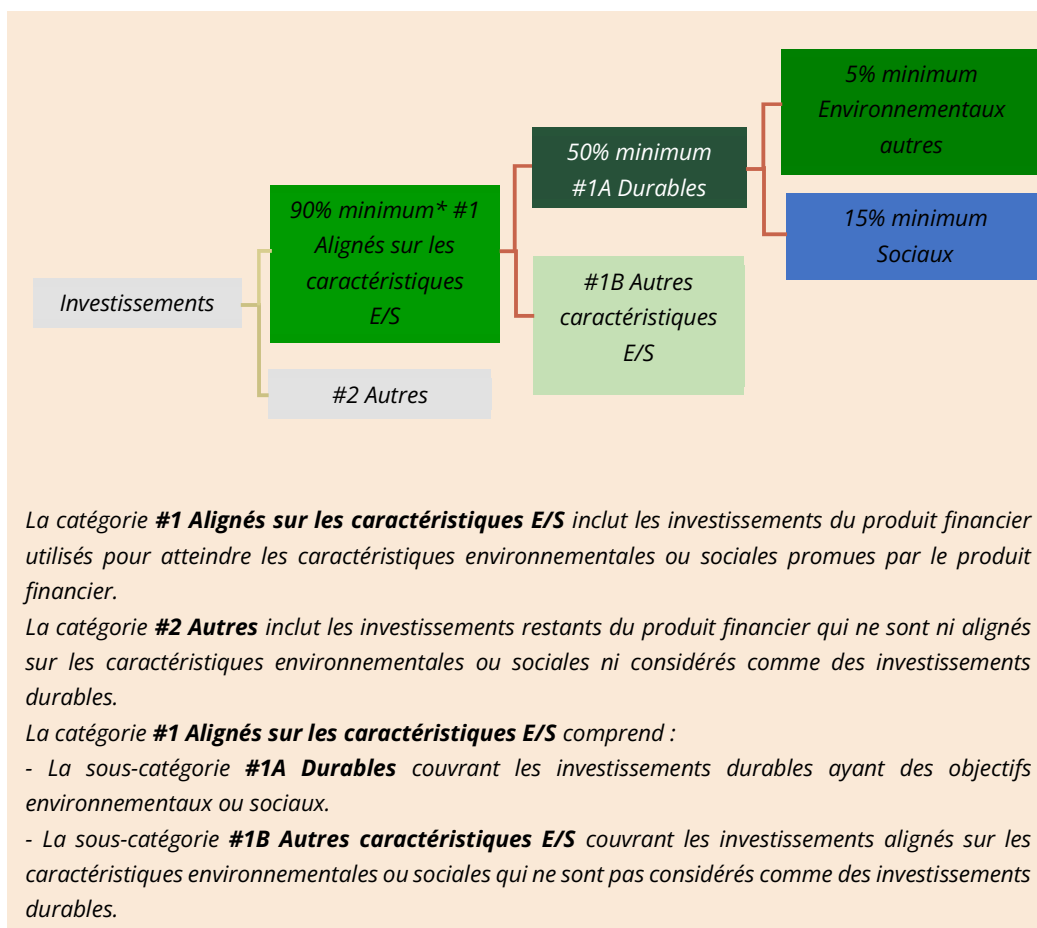 5% minimum
Environnementaux
autres
50% minimum
#1A Durables
15% minimum
Sociaux
90% minimum* #1
Alignés sur les
caractéristiques
E/S
#1B Autres
caractéristiques
E/S
Investissements
#2 Autres
La catégorie #1 Alignés sur les caractéristiques E/S inclut les investissements du produit financier
utilisés pour atteindre les caractéristiques environnementales ou sociales promues par le produit
financier.
La catégorie #2 Autres inclut les investissements restants du produit financier qui ne sont ni alignés
sur les caractéristiques environnementales ou sociales ni considérés comme des investissements
durables.
La catégorie #1 Alignés sur les caractéristiques E/S comprend :
- La sous-catégorie #1A Durables couvrant les investissements durables ayant des objectifs
environnementaux ou sociaux.
- La sous-catégorie #1B Autres caractéristiques E/S couvrant les investissements alignés sur les
caractéristiques environnementales ou sociales qui ne sont pas considérés comme des investissements
durables.